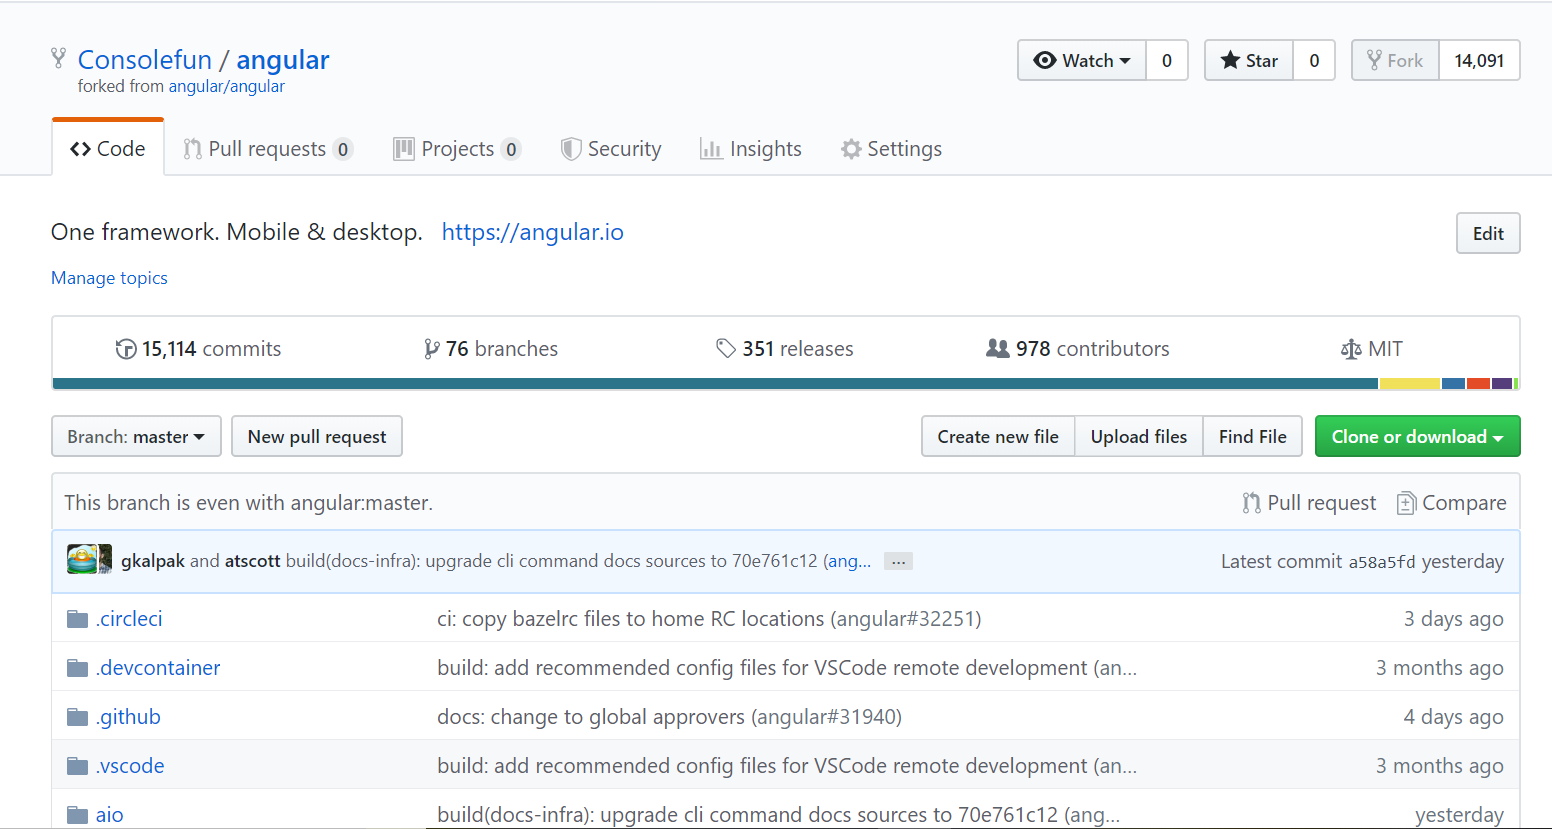 Consolefun / angular
forked from angular/angular
Watch 0 Star 0 Fork 14,091
Code Pull requests 0 Projects 0 Security Insights Settings
One framework. Mobile & desktop. https://angular.io
Edit
Manage topics
15,114 commits 76 branches 351 releases 978 contributors MIT
Branch: master New pull request Create new file Upload files Find File Clone or download
This branch is even with angular:master. Pull request Compare
gkalpak and atscott build(docs-infra): upgrade cli command docs sources to 70e761c12 (ang... ... Latest commit a58a5fd yesterday
.circleci ci: copy bazelrc files to home RC locations (angular#32251) 3 days ago
.devcontainer build: add recommended config files for VSCode remote development (an... 3 months ago
.github docs: change to global approvers (angular#31940) 4 days ago
.vscode build: add recommended config files for VSCode remote development (an... 3 months ago
aio build(docs-infra): upgrade cli command docs sources to 70e761c12 (ang... yesterday